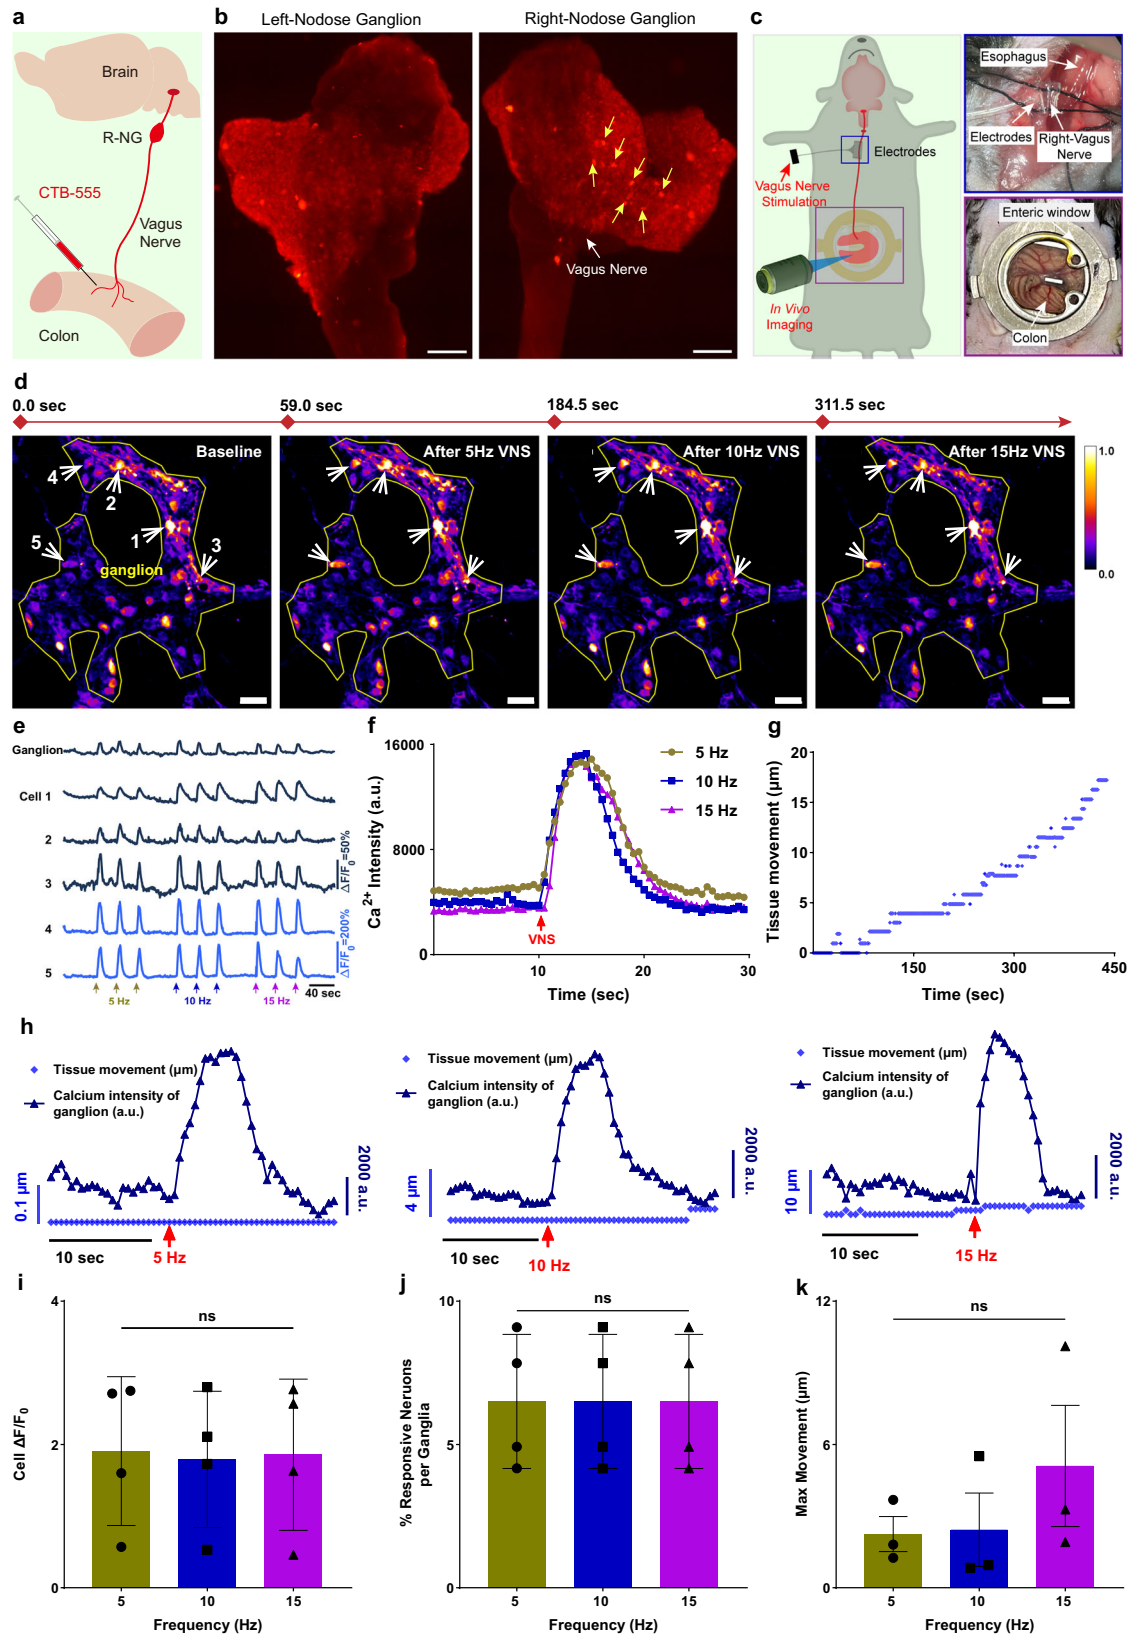 a
Brain
R-NG
CTB-555
Vagus
Nerve
Colon
b
Left-Nodose Ganglion
Right-Nodose Ganglion
Vagus Nerve
c
Electrodes
Vagus Nerve
Stimulation
In Vivo
Imaging
Esophagus
Electrodes
Right-Vagus
Nerve
Enteric window
Colon
d
0.0 sec
59.0 sec
184.5 sec
311.5 sec
Baseline
4
2
1
3
5
ganglion
After 5Hz VNS
After 10Hz VNS
After 15Hz VNS
1.0
0.0
e
Ganglion
Cell 1
2
3
4
5
ΔF/F0=50%
ΔF/F0=200%
5 Hz
10 Hz
15 Hz
40 sec
f
Ca2+ Intensity (a.u.)
16000
8000
0
5 Hz
10 Hz
15 Hz
VNS
10
20
30
Time (sec)
g
Tissue movement (µm)
20
15
10
5
0
150
300
450
Time (sec)
h
Tissue movement (µm)
Calcium intensity of
ganglion (a.u.)
0.1 µm
2000 a.u.
10 sec
5 Hz
Tissue movement (µm)
Calcium intensity of
ganglion (a.u.)
4 µm
2000 a.u.
10 sec
10 Hz
Tissue movement (µm)
Calcium intensity of
ganglion (a.u.)
10 µm
2000 a.u.
10 sec
15 Hz
i
Cell ΔF/F0
4
2
0
ns
5
10
15
Frequency (Hz)
j
% Responsive Neruons
per Ganglia
10
5
0
ns
5
10
15
Frequency (Hz)
k
Max Movement (µm)
12
6
0
ns
5
10
15
Frequency (Hz)